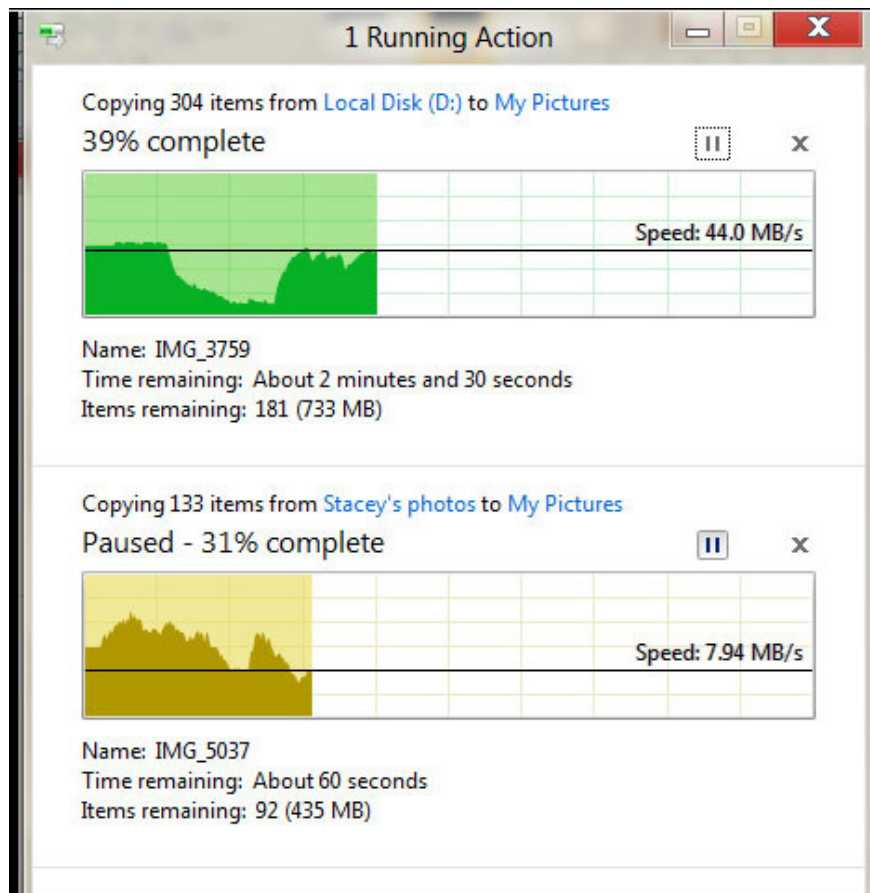 1 Running Action
Copying 304 items from Local Disk (D:) to My Pictures
39% complete
Speed: 44.0 MB/s
Name: IMG_3759
Time remaining: About 2 minutes and 30 seconds
Items remaining: 181 (733 MB)
Copying 133 items from Stacey's photos to My Pictures
Paused - 31% complete
Speed: 7.94 MB/s
Name: IMG_5037
Time remaining: About 60 seconds
Items remaining: 92 (435 MB)